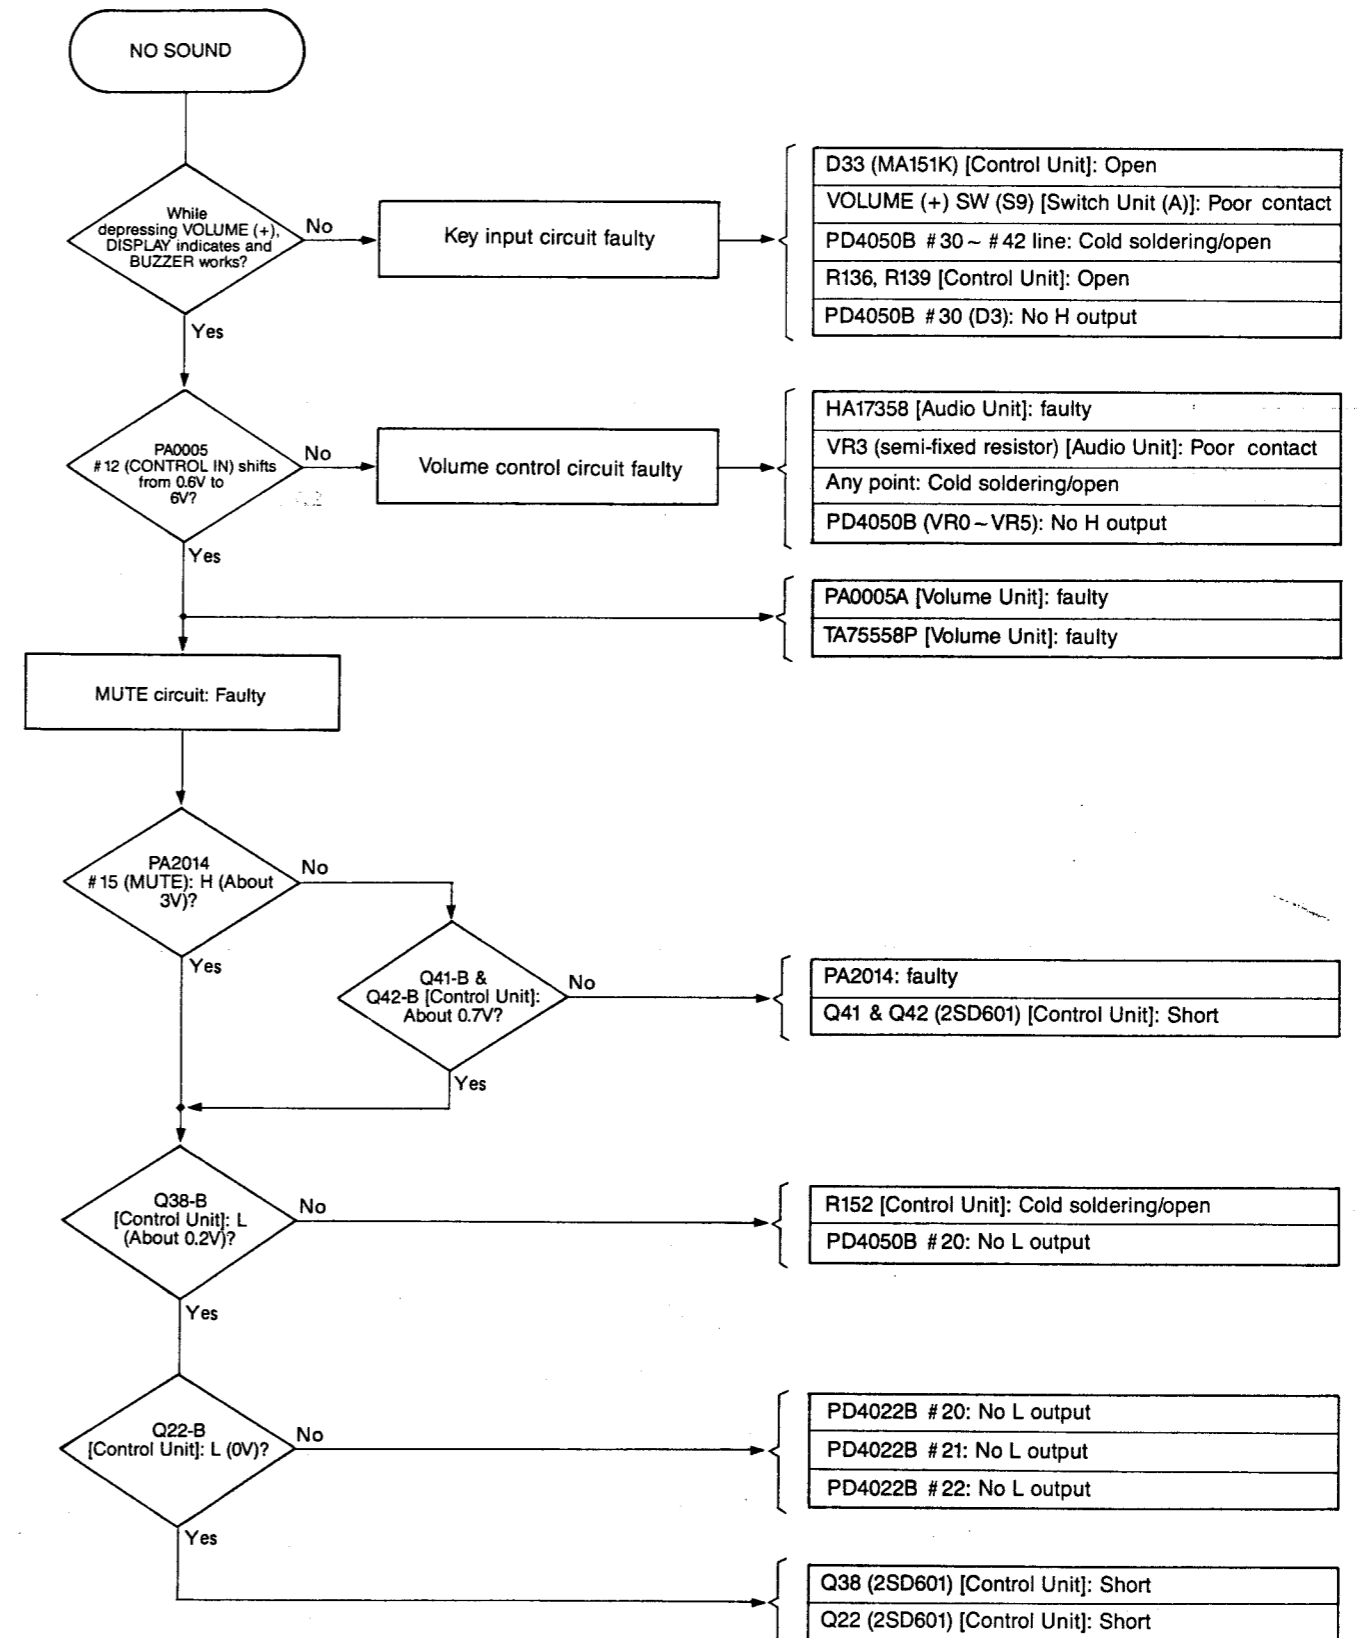 NO SOUND
While
depressing VOLUME (+),
DISPLAY indicates and
BUZZER works?
No
Key input circuit faulty
D33 (MA151K) [Control Unit]: Open
VOLUME (+) SW (S9) [Switch Unit (A)]: Poor contact
PD4050B #30 ~ #42 line: Cold soldering/open
R136, R139 [Control Unit]: Open
PD4050B #30 (D3): No H output
Yes
PA0005
#12 (CONTROL IN) shifts
from 0.6V to
6V?
No
Volume control circuit faulty
HA17358 [Audio Unit]: faulty
VR3 (semi-fixed resistor) [Audio Unit]: Poor contact
Any point: Cold soldering/open
PD4050B (VR0 ~ VR5): No H output
Yes
PA0005A [Volume Unit]: faulty
TA75558P [Volume Unit]: faulty
MUTE circuit: Faulty
PA2014
#15 (MUTE): H (About
3V)?
No
Yes
Q41-B &
Q42-B [Control Unit]:
About 0.7V?
No
PA2014: faulty
Q41 & Q42 (2SD601) [Control Unit]: Short
Yes
Q38-B
[Control Unit]: L
(About 0.2V)?
No
R152 [Control Unit]: Cold soldering/open
PD4050B #20: No L output
Yes
Q22-B
[Control Unit]: L (0V)?
No
PD4022B #20: No L output
PD4022B #21: No L output
PD4022B #22: No L output
Yes
Q38 (2SD601) [Control Unit]: Short
Q22 (2SD601) [Control Unit]: Short